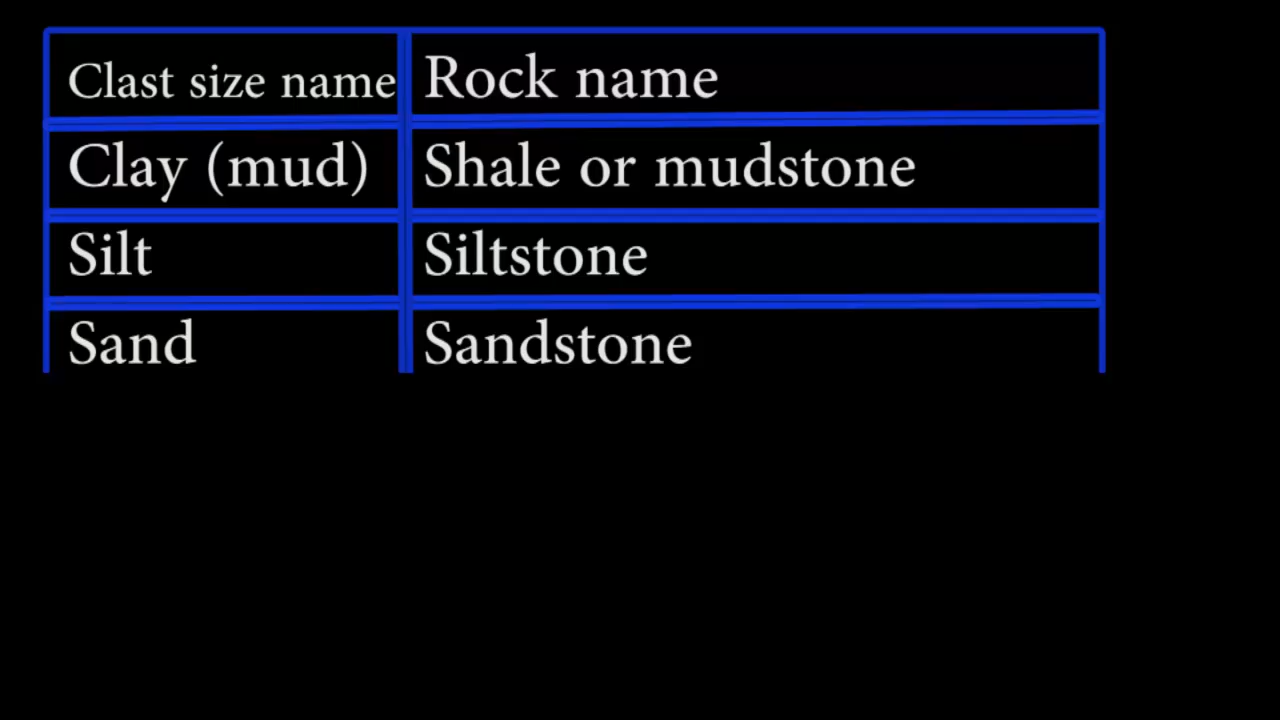 Clast size name Rock name
Clay (mud) Shale or mudstone
Silt Siltstone
Sand Sandstone